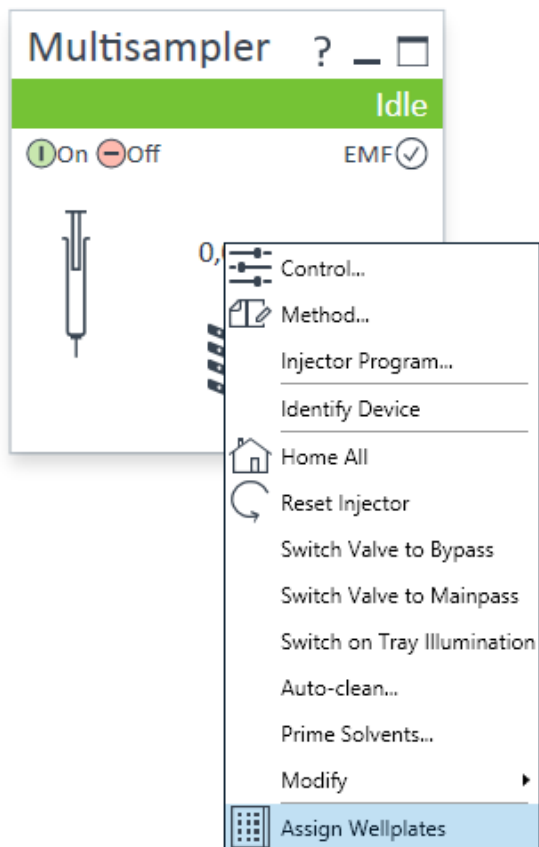 Multisampler ?
Idle
On Off EMF
0,
Control...
Method...
Injector Program...
Identify Device
Home All
Reset Injector
Switch Valve to Bypass
Switch Valve to Mainpass
Switch on Tray Illumination
Auto-clean...
Prime Solvents...
Modify
Assign Wellplates